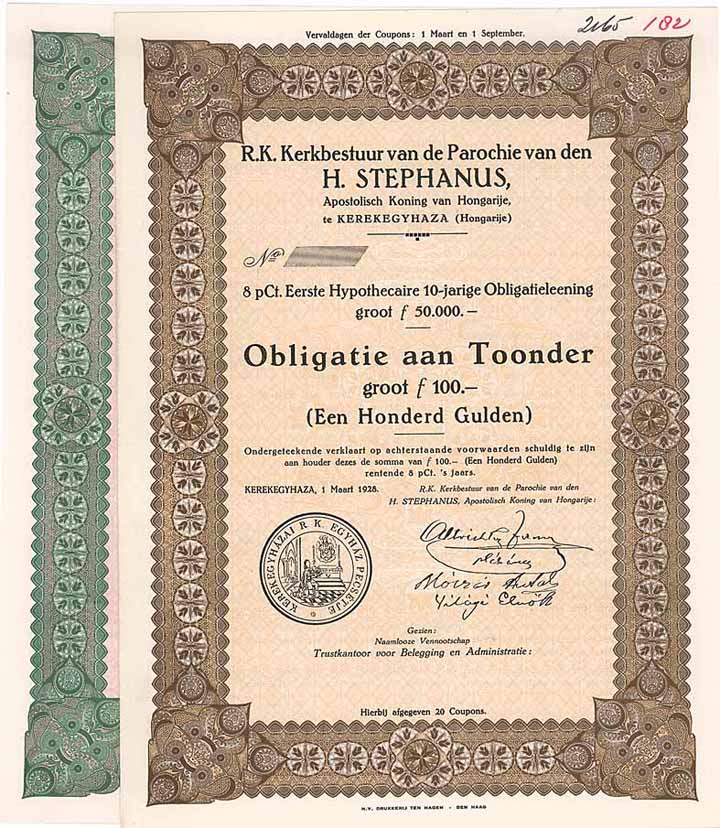 Vervaldagen der Coupons: 1 Maart en 1 September.
2165 182
R.K. Kerkbestuur van de Parochie van den
H. STEPHANUS,
Apostolisch Koning van Hongarije,
te KEREKEGYHAZA (Hongarije)
No
8 pCt. Eerste Hypothecaire 10-jarige Obligatieleening
groot f 50.000.—
Obligatie aan Toonder
groot f 100.—
(Een Honderd Gulden)
Ondergeteekende verklaart op achterstaande voorwaarden schuldig te zijn
aan houder dezes de somma van f 100.— (Een Honderd Gulden)
rentende 8 pCt. 's jaars.
KEREKEGYHAZA, 1 Maart 1928.
R.K. Kerkbestuur van de Parochie van den
H. STEPHANUS, Apostolisch Koning van Hongarije:
KEREKEGYHÁZAI R. K. EGYHÁZ PECSÉTJE
plébános
Világi Elnök
Gezien:
Naamlooze Vennootschap
Trustkantoor voor Belegging en Administratie:
Hierbij afgegeven 20 Coupons.
N.V. DRUKKERIJ TEN HAGEN - DEN HAAG